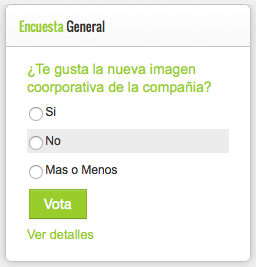 Encuesta General
¿Te gusta la nueva imagen
coorporativa de la compañia?
Si
No
Mas o Menos
Vota
Ver detalles